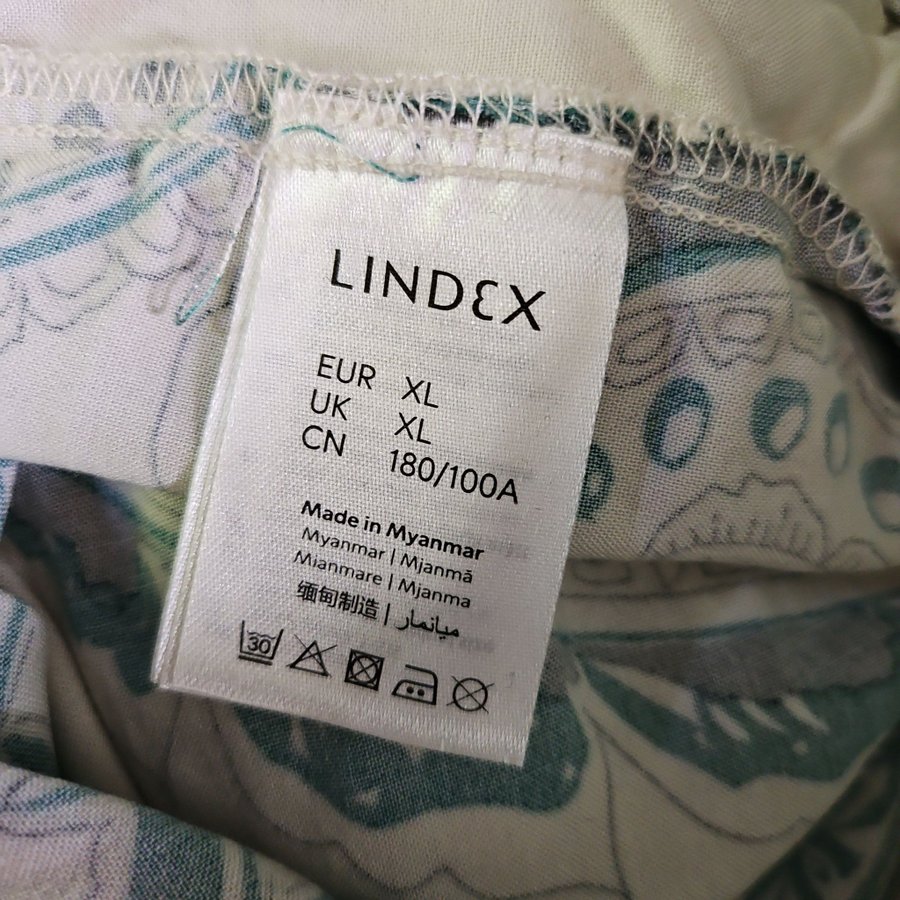 LINDEX
EUR XL
UK XL
CN 180/100A
Made in Myanmar
Myanmar | Mjanmā
Mianmare | Mjanma
缅甸制造 | ميانمار
30